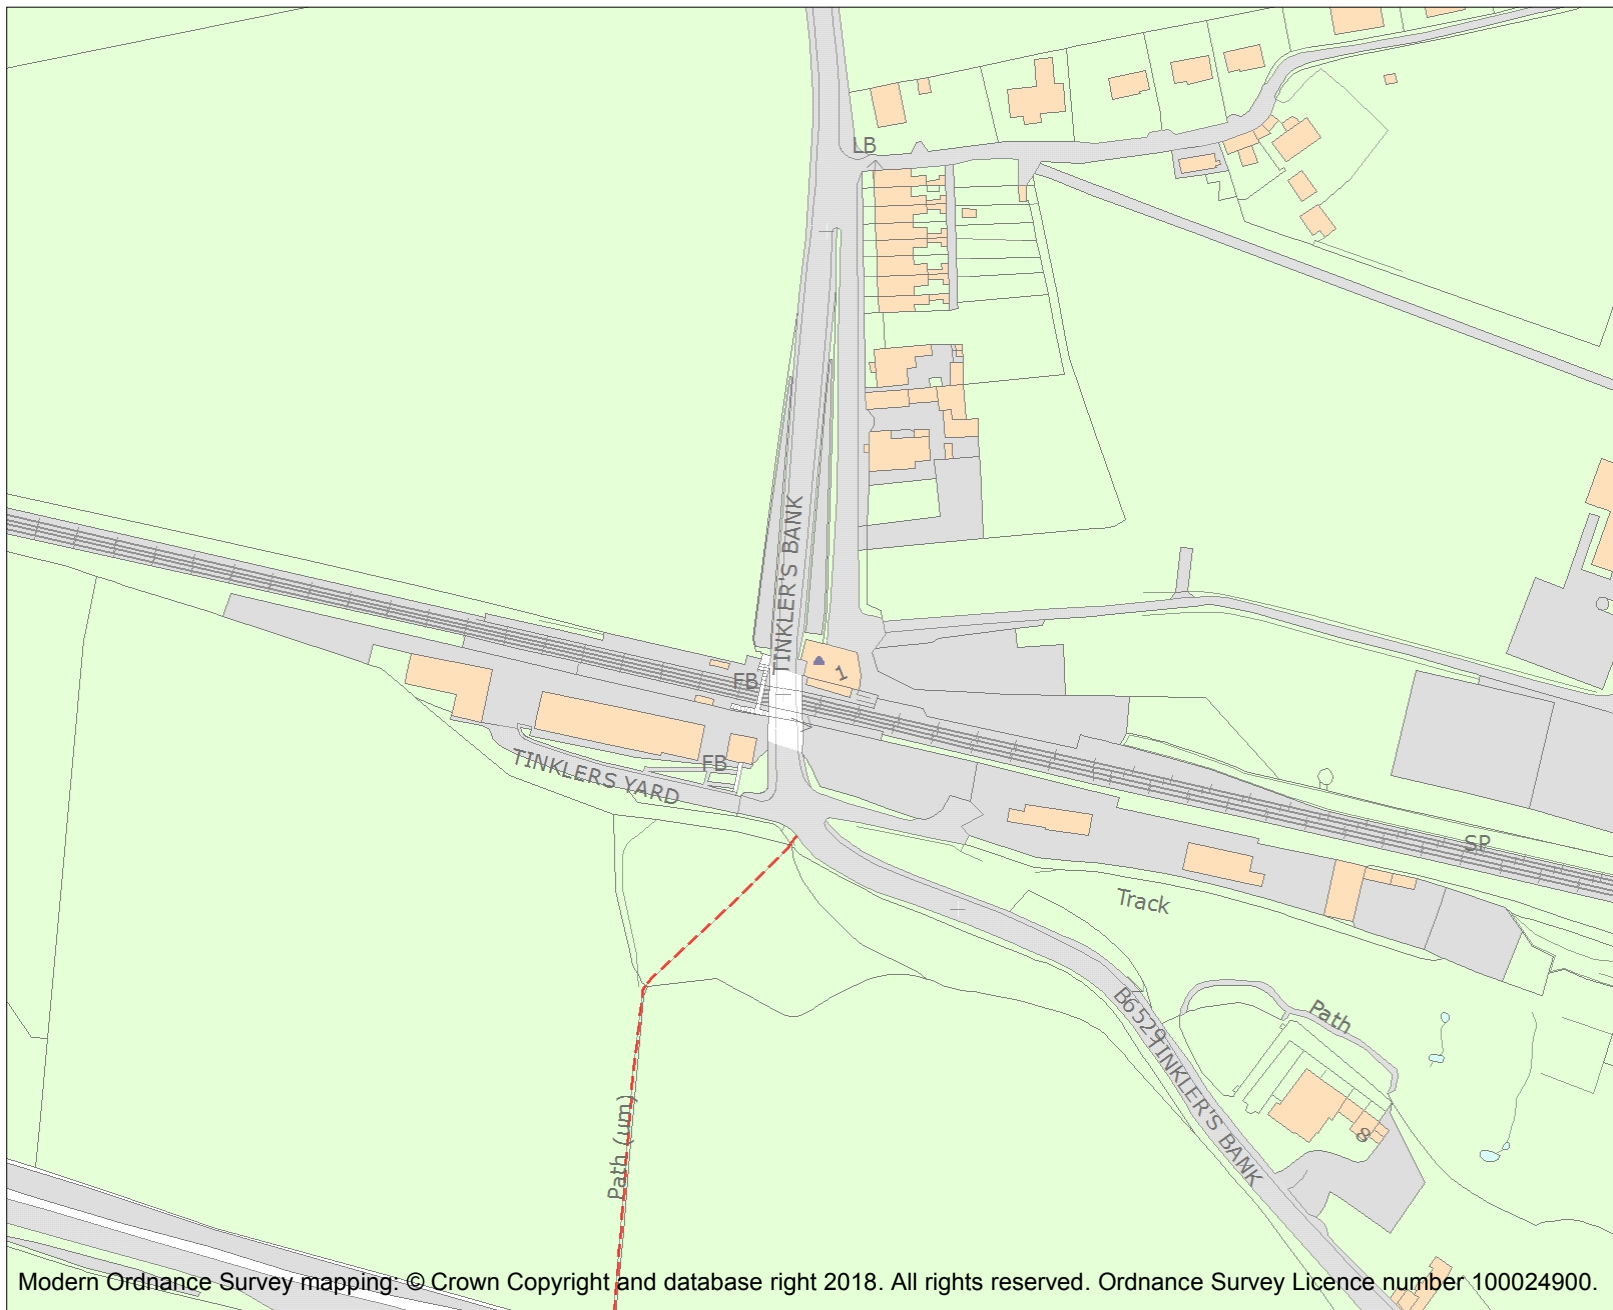 LB
TINKLER'S BANK
FB
1
FB
TINKLERS YARD
SP
Track
B6529
TINKLER'S BANK
Path
8
Path (um)
Modern Ordnance Survey mapping: © Crown Copyright and database right 2018. All rights reserved. Ordnance Survey Licence number 100024900.